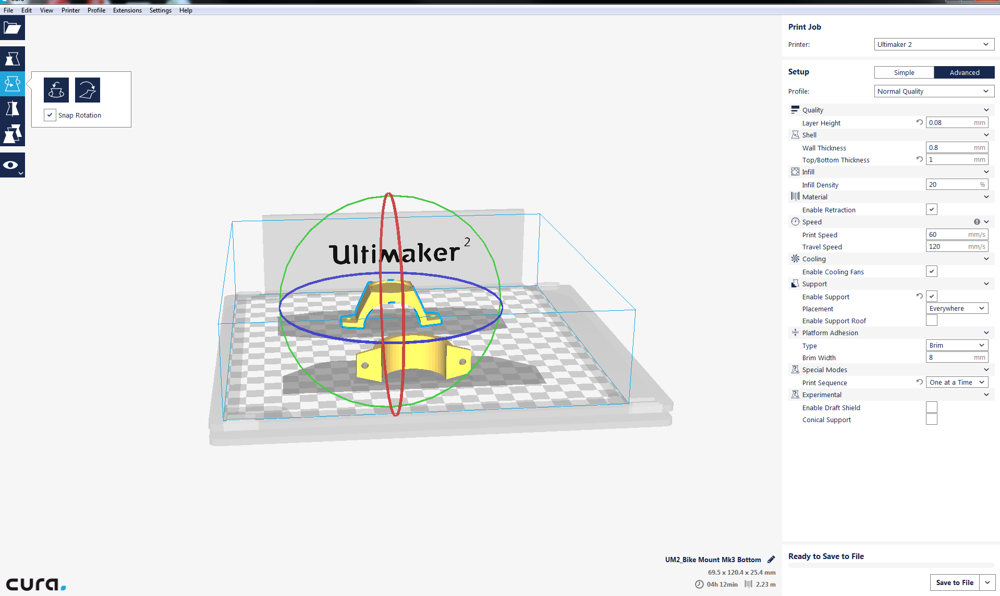 Cura
File Edit View Printer Profile Extensions Settings Help
Snap Rotation
Ultimaker 2
Print Job
Printer: Ultimaker 2
Setup Simple Advanced
Profile: Normal Quality
Quality
Layer Height 0.08 mm
Shell
Wall Thickness 0.8 mm
Top/Bottom Thickness 1 mm
Infill
Infill Density 20 %
Material
Enable Retraction
Speed
Print Speed 60 mm/s
Travel Speed 120 mm/s
Cooling
Enable Cooling Fans
Support
Enable Support
Placement Everywhere
Enable Support Roof
Platform Adhesion
Type Brim
Brim Width 8 mm
Special Modes
Print Sequence One at a Time
Experimental
Enable Draft Shield
Conical Support
UM2_Bike Mount Mk3 Bottom
69.5 x 120.4 x 25.4 mm
04h 12min 2.23 m
Ready to Save to File
Save to File
cura.